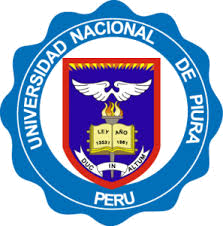 UNIVERSIDAD NACIONAL DE PIURA
LEY AÑO
13531 1961
DUC IN ALTUM
PERU